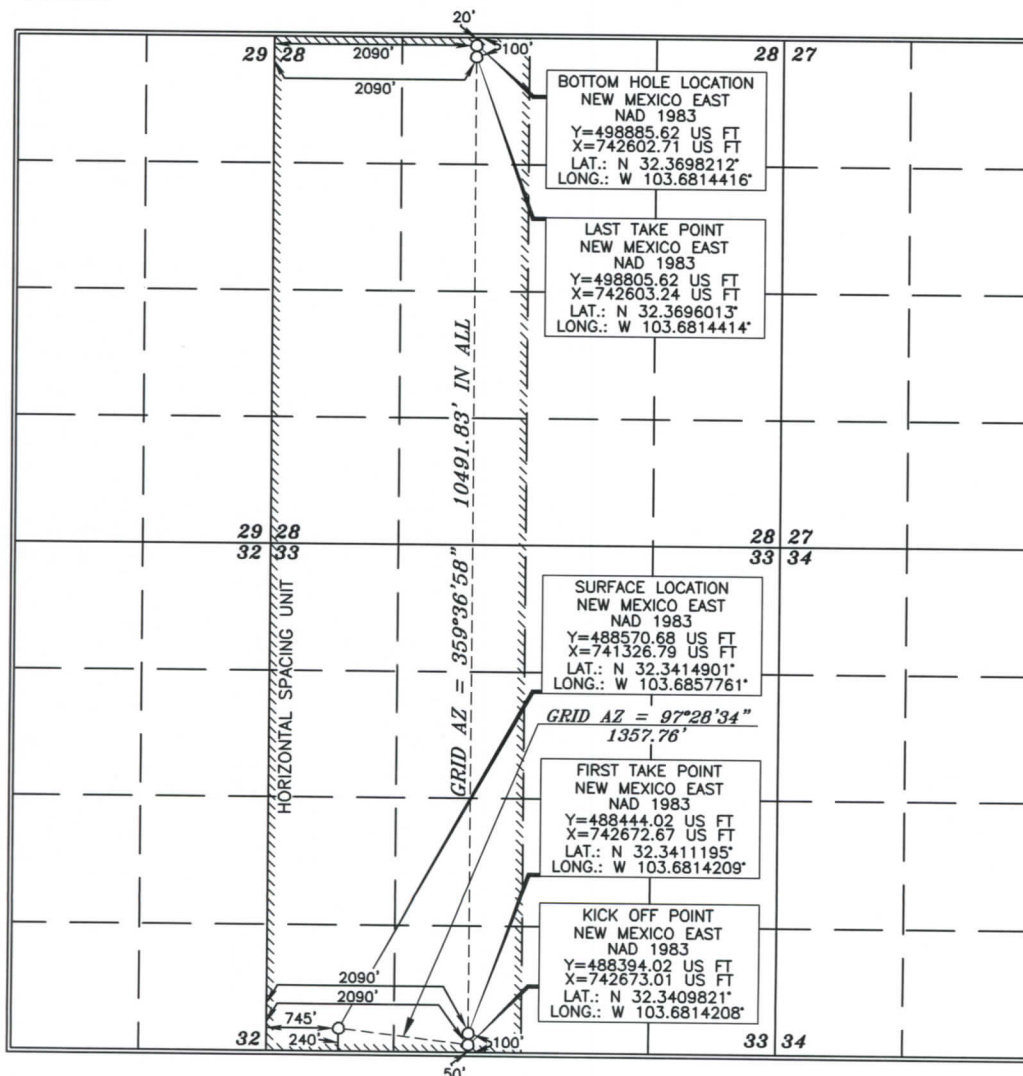 20'
29 28
2090'
100'
28 27
2090'
BOTTOM HOLE LOCATION
NEW MEXICO EAST
NAD 1983
Y=498885.62 US FT
X=742602.71 US FT
LAT.: N 32.3698212°
LONG.: W 103.6814416°
LAST TAKE POINT
NEW MEXICO EAST
NAD 1983
Y=498805.62 US FT
X=742603.24 US FT
LAT.: N 32.3696013°
LONG.: W 103.6814414°
GRID AZ = 359°36'58" 10491.83' IN ALL
29 28
32 33
28 27
33 34
HORIZONTAL SPACING UNIT
SURFACE LOCATION
NEW MEXICO EAST
NAD 1983
Y=488570.68 US FT
X=741326.79 US FT
LAT.: N 32.3414901°
LONG.: W 103.6857761°
GRID AZ = 97°28'34"
1357.76'
FIRST TAKE POINT
NEW MEXICO EAST
NAD 1983
Y=488444.02 US FT
X=742672.67 US FT
LAT.: N 32.3411195°
LONG.: W 103.6814209°
KICK OFF POINT
NEW MEXICO EAST
NAD 1983
Y=488394.02 US FT
X=742673.01 US FT
LAT.: N 32.3409821°
LONG.: W 103.6814208°
2090'
2090'
745'
240'
100'
50'
32
33 34